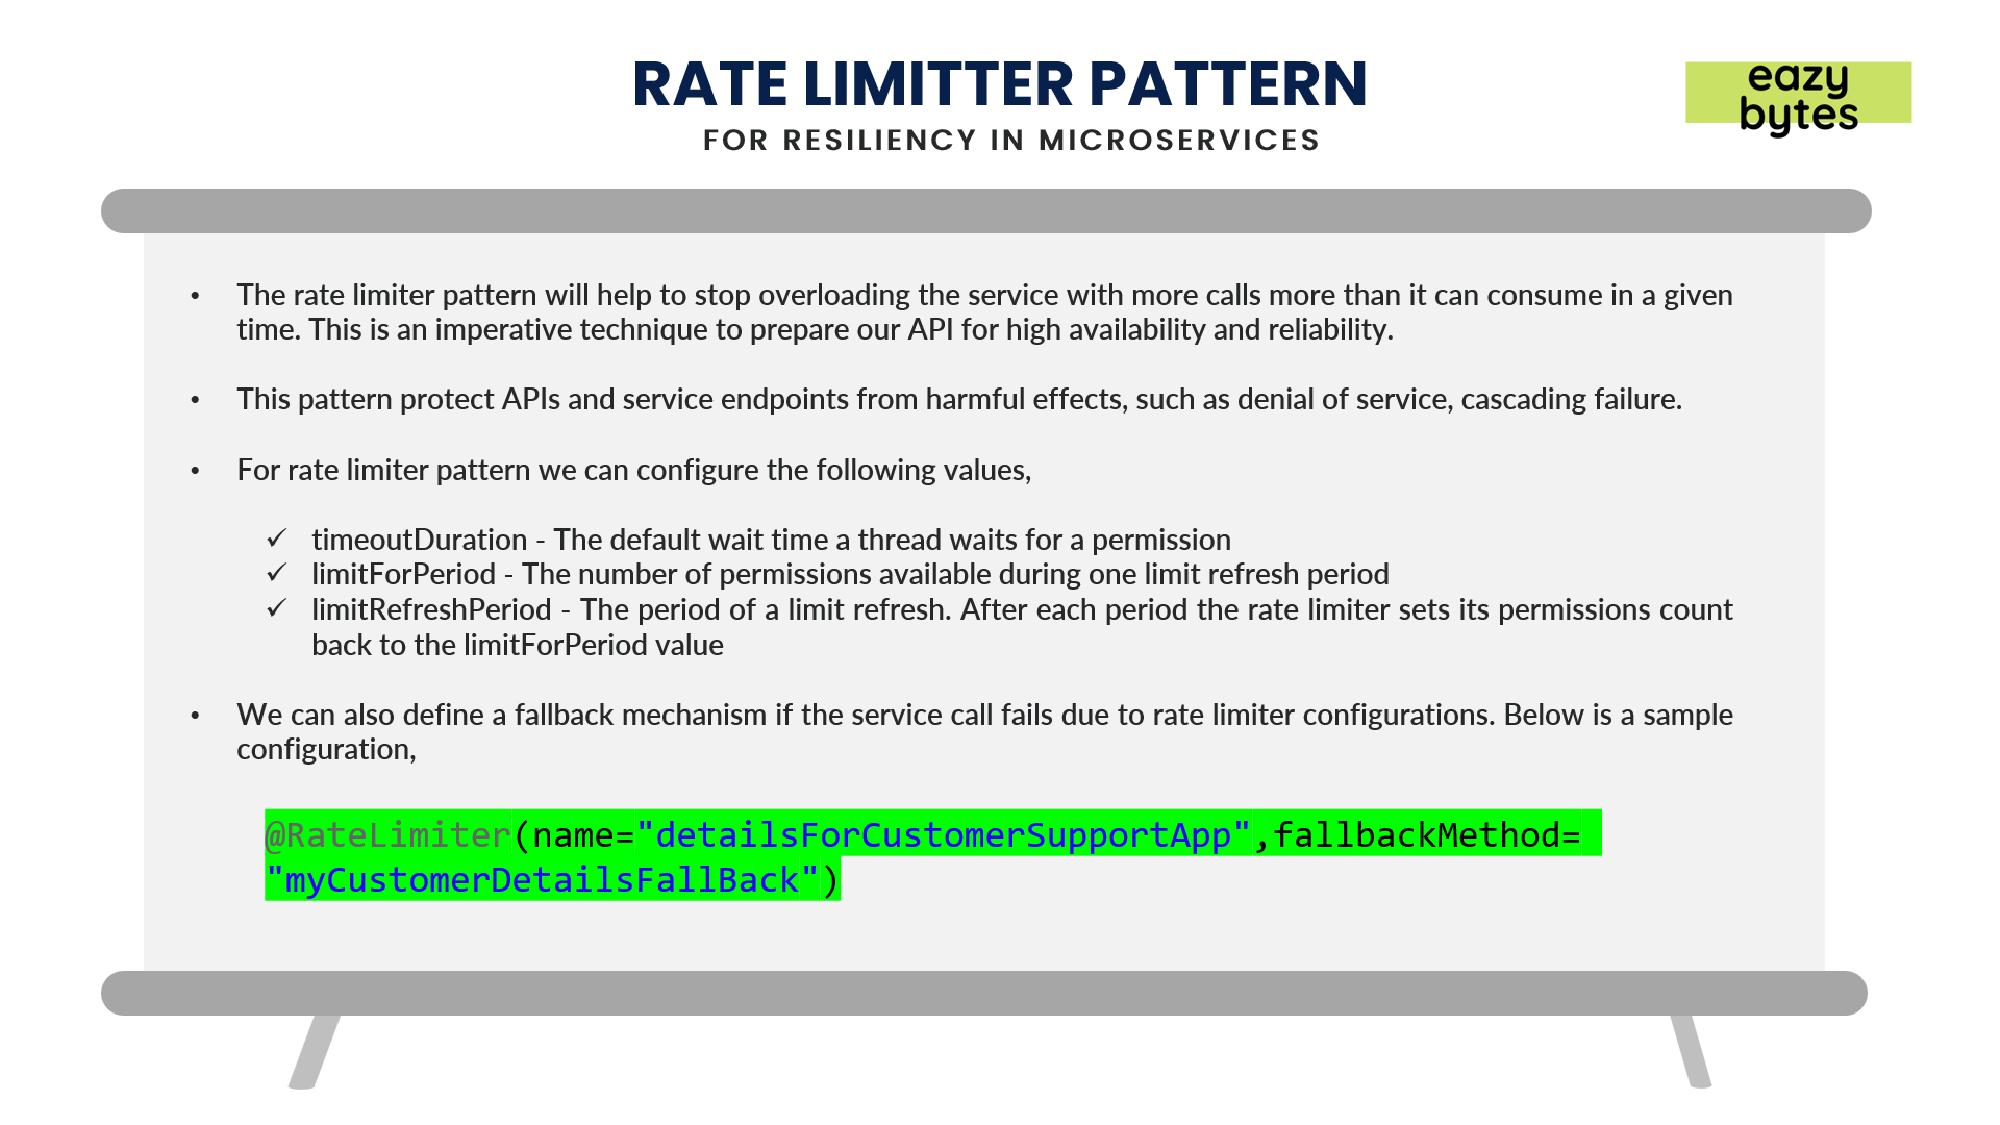 RATE LIMITTER PATTERN
FOR RESILIENCY IN MICROSERVICES
eazy
bytes
• The rate limiter pattern will help to stop overloading the service with more calls more than it can consume in a given
time. This is an imperative technique to prepare our API for high availability and reliability.
• This pattern protect APIs and service endpoints from harmful effects, such as denial of service, cascading failure.
• For rate limiter pattern we can configure the following values,
✓ timeoutDuration - The default wait time a thread waits for a permission
✓ limitForPeriod - The number of permissions available during one limit refresh period
✓ limitRefreshPeriod - The period of a limit refresh. After each period the rate limiter sets its permissions count
back to the limitForPeriod value
• We can also define a fallback mechanism if the service call fails due to rate limiter configurations. Below is a sample
configuration,
@RateLimiter(name="detailsForCustomerSupportApp",fallbackMethod=
"myCustomerDetailsFallBack")